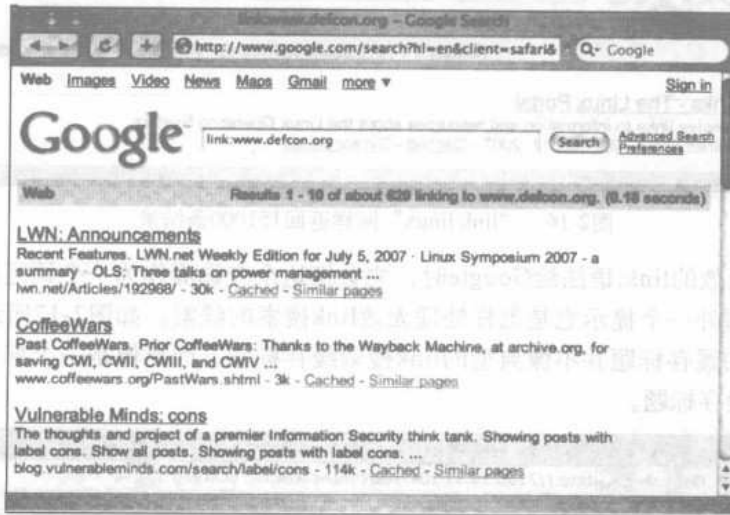 link:www.defcon.org – Google Search
http://www.google.com/search?hl=en&client=safari& Google
Web Images Video News Maps Gmail more ▼ Sign in
Google link:www.defcon.org Search Advanced Search
Preferences
Web Results 1 - 10 of about 629 linking to www.defcon.org. (0.16 seconds)
LWN: Announcements
Recent Features. LWN.net Weekly Edition for July 5, 2007 · Linux Symposium 2007 - a
summary · OLS: Three talks on power management ...
lwn.net/Articles/192988/ - 30k - Cached - Similar pages
CoffeeWars
Past CoffeeWars. Prior CoffeeWars: Thanks to the Wayback Machine, at archive.org, for
saving CWI, CWII, CWIII, and CWIV ...
www.coffeewars.org/PastWars.shtml - 3k - Cached - Similar pages
Vulnerable Minds: cons
The thoughts and project of a premier Information Security think tank. Showing posts with
label cons. Show all posts. Showing posts with label cons. ...
blog.vulnerableminds.com/search/label/cons - 114k - Cached - Similar pages